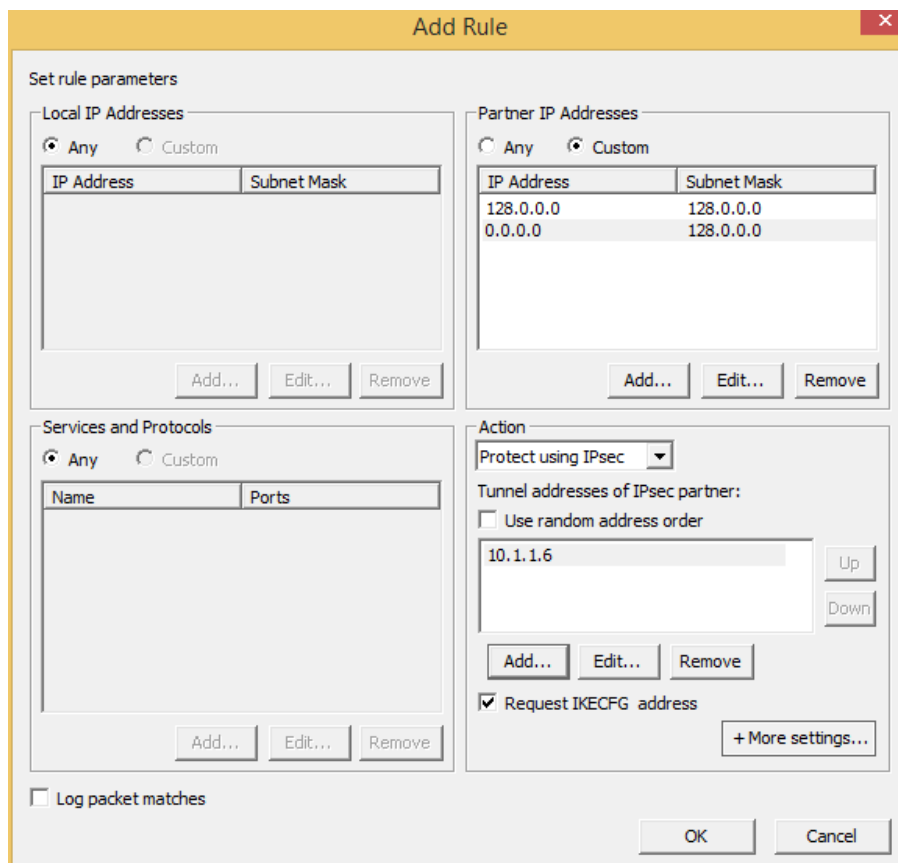 Add Rule
Set rule parameters
Local IP Addresses
Any Custom
IP Address Subnet Mask
Add... Edit... Remove
Partner IP Addresses
Any Custom
IP Address Subnet Mask
128.0.0.0 128.0.0.0
0.0.0.0 128.0.0.0
Add... Edit... Remove
Services and Protocols
Any Custom
Name Ports
Add... Edit... Remove
Action
Protect using IPsec
Tunnel addresses of IPsec partner:
Use random address order
10.1.1.6
Up
Down
Add... Edit... Remove
Request IKECFG address
+ More settings...
Log packet matches
OK Cancel